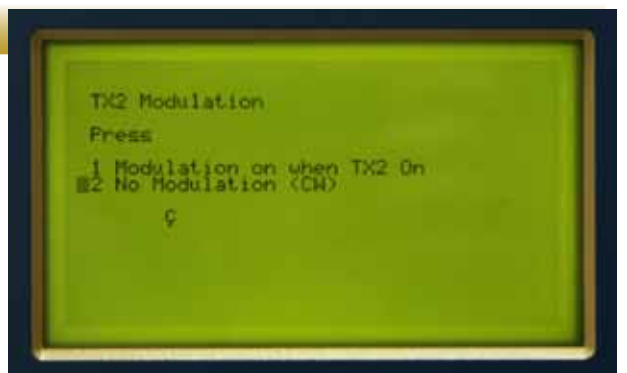 TX2 Modulation
Press
1 Modulation on when TX2 On
2 No Modulation (CW)
ç